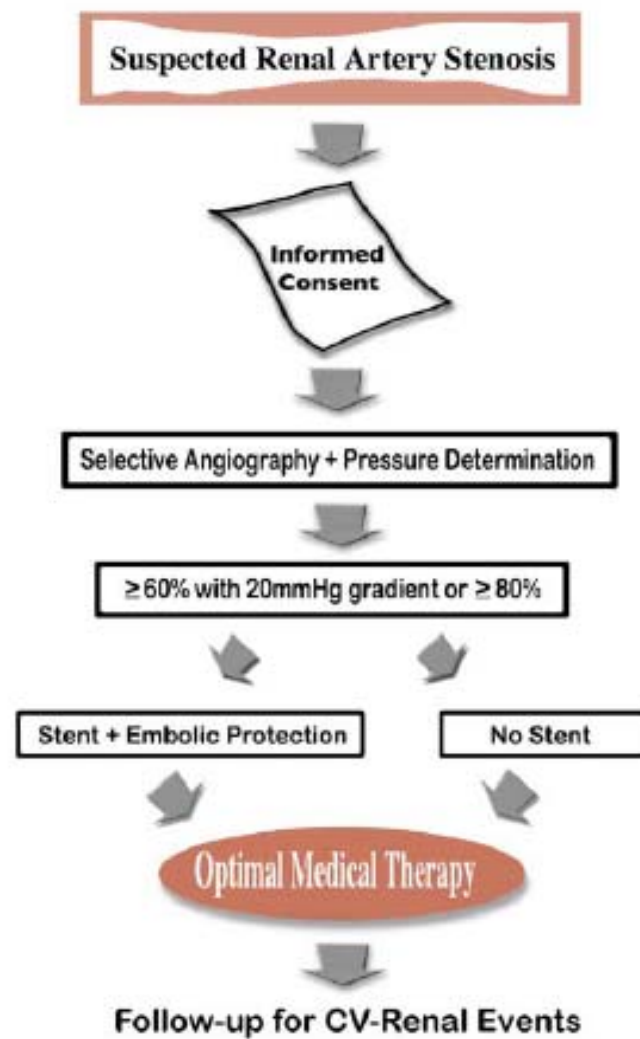 Suspected Renal Artery Stenosis
Informed
Consent
Selective Angiography + Pressure Determination
≥60% with 20mmHg gradient or ≥80%
Stent + Embolic Protection
No Stent
Optimal Medical Therapy
Follow-up for CV-Renal Events